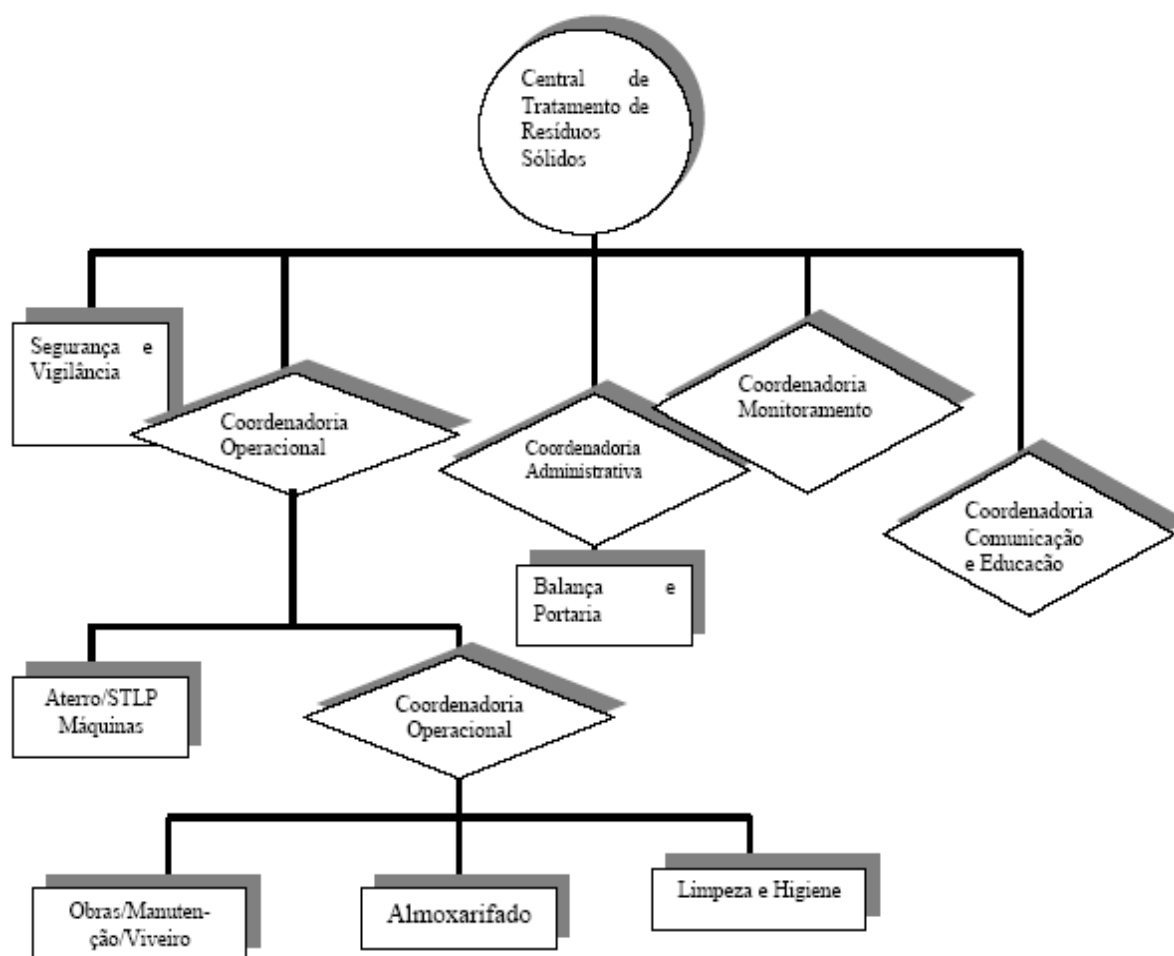 Central de
Tratamento de
Resíduos
Sólidos
Segurança e
Vigilância
Coordenadoria
Operacional
Coordenadoria
Administrativa
Coordenadoria
Monitoramento
Coordenadoria
Comunicação
e Educacão
Balança e
Portaria
Aterro/STLP
Máquinas
Coordenadoria
Operacional
Obras/Manuten-
ção/Viveiro
Almoxarifado
Limpeza e Higiene